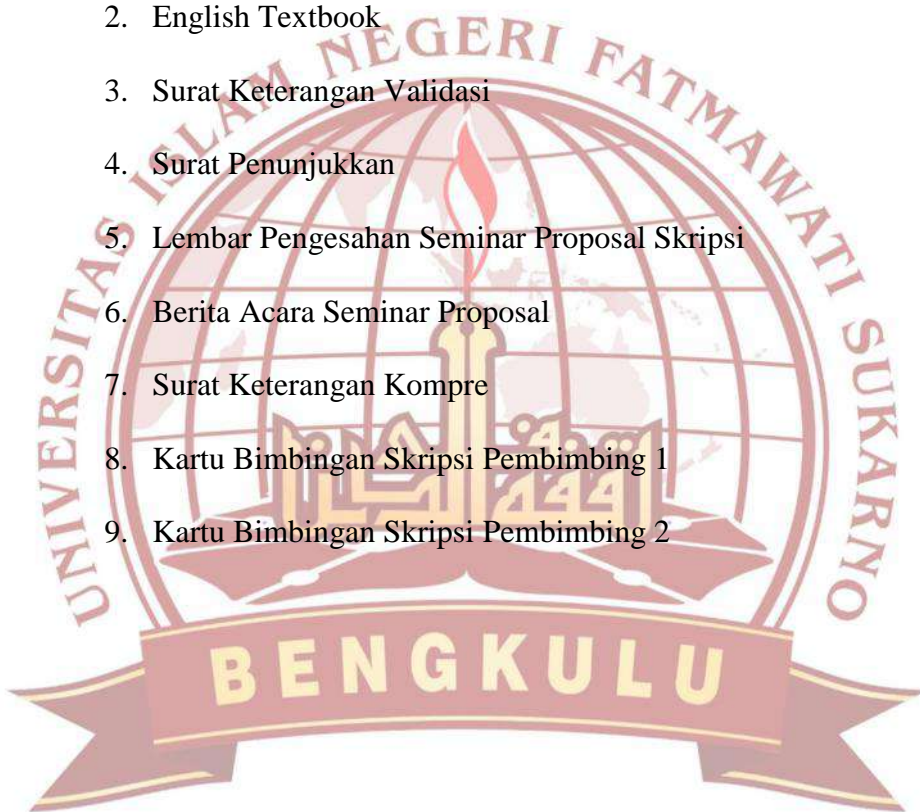 2. English Textbook
3. Surat Keterangan Validasi
4. Surat Penunjukkan
5. Lembar Pengesahan Seminar Proposal Skripsi
6. Berita Acara Seminar Proposal
7. Surat Keterangan Kompre
8. Kartu Bimbingan Skripsi Pembimbing 1
9. Kartu Bimbingan Skripsi Pembimbing 2
UNIVERSITAS ISLAM NEGERI FATMAWATI SUKARNO
BENGKULU